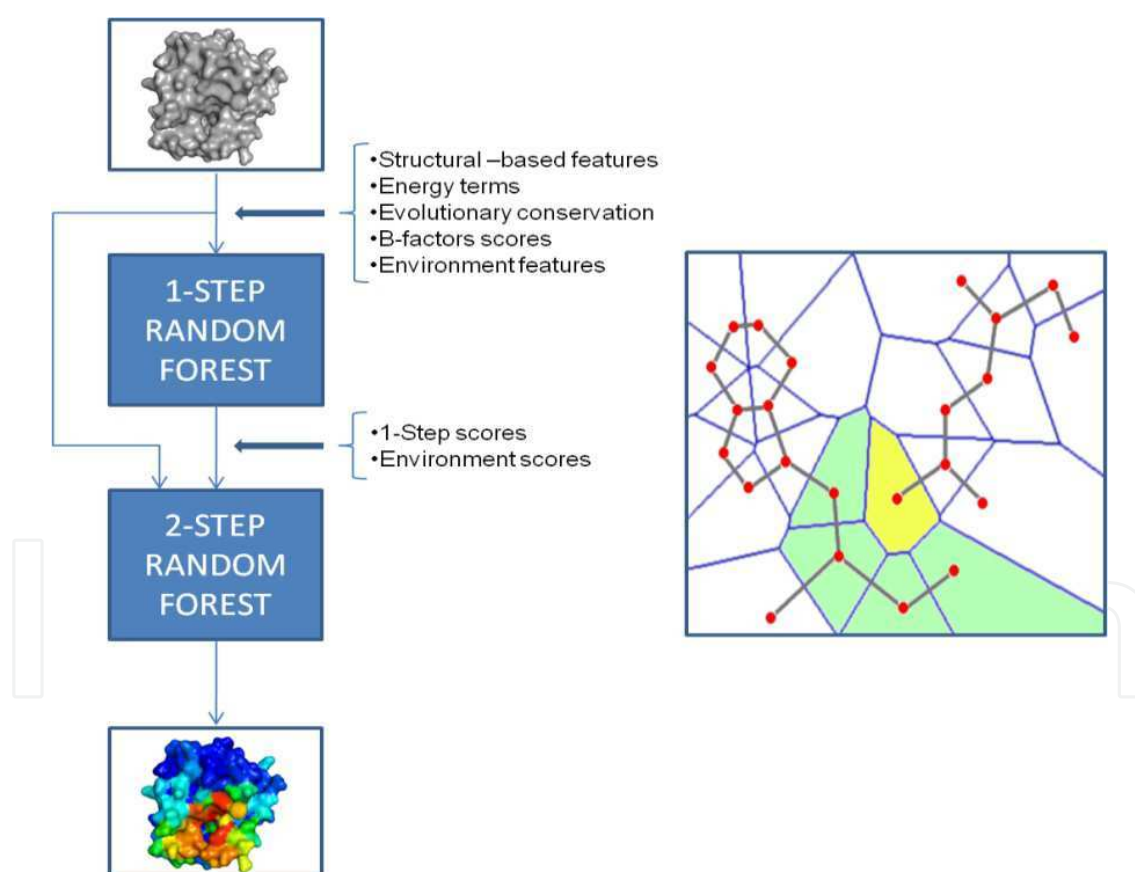 •Structural –based features
•Energy terms
•Evolutionary conservation
•B-factors scores
•Environment features
1-STEP
RANDOM
FOREST
•1-Step scores
•Environment scores
2-STEP
RANDOM
FOREST